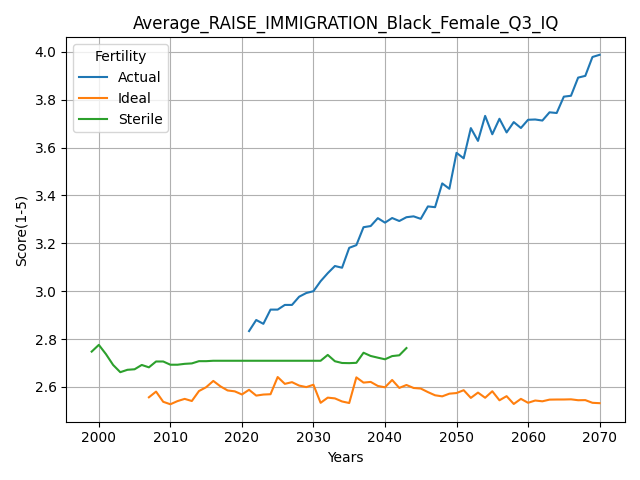 Average_RAISE_IMMIGRATION_Black_Female_Q3_IQ
Fertility
Actual
Ideal
Sterile
Score(1-5)
4.0
3.8
3.6
3.4
3.2
3.0
2.8
2.6
2000 2010 2020 2030 2040 2050 2060 2070
Years